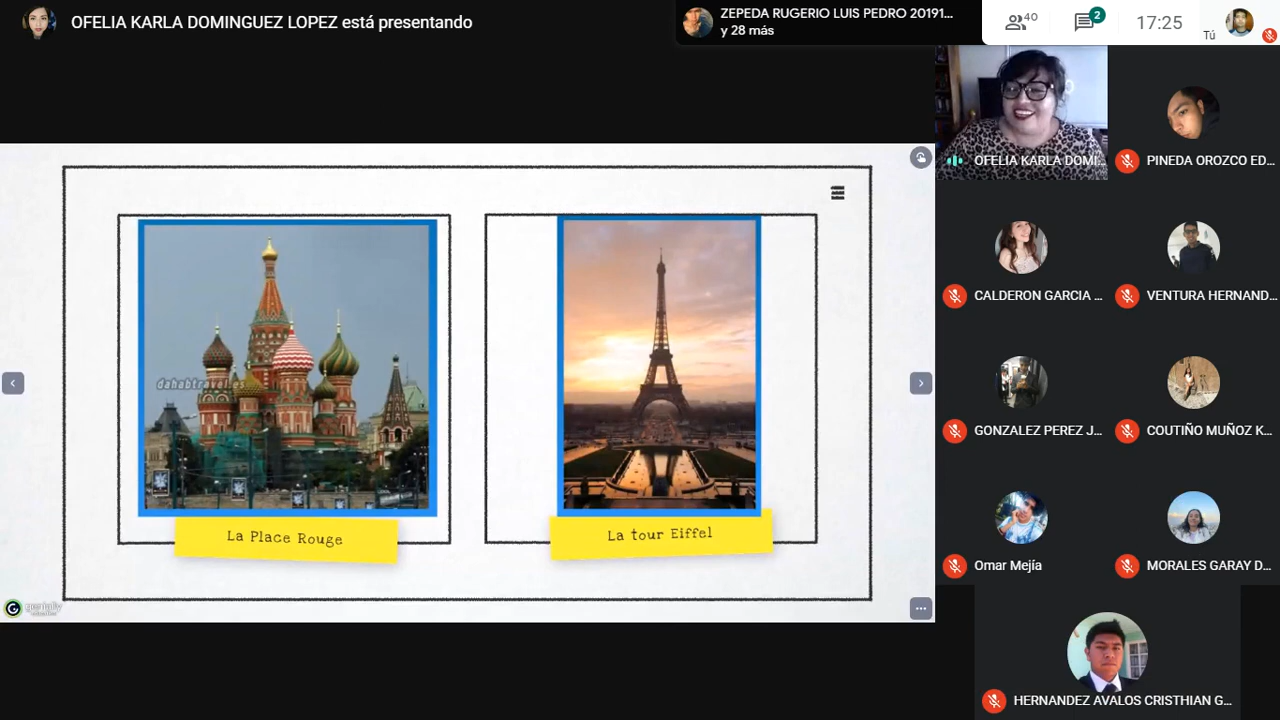 OFELIA KARLA DOMINGUEZ LOPEZ está presentando
ZEPEDA RUGERIO LUIS PEDRO 20191...
y 28 más
40
2
17:25
Tú
OFELIA KARLA DOMI...
PINEDA OROZCO ED...
dahabtravel.es
La Place Rouge
La tour Eiffel
CALDERON GARCIA ...
VENTURA HERNAND...
GONZALEZ PEREZ J...
COUTIÑO MUÑOZ K...
Omar Mejía
MORALES GARAY D...
genially
HERNANDEZ AVALOS CRISTHIAN G...